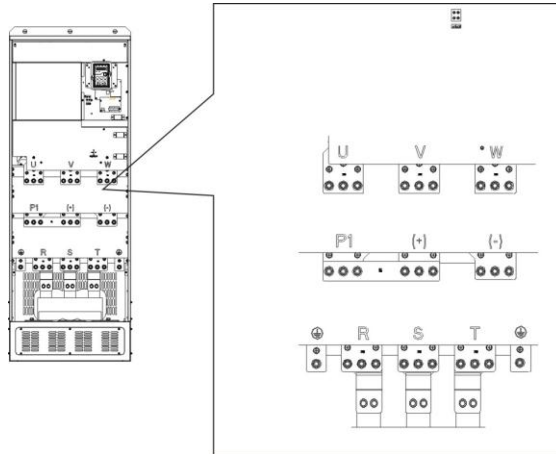 U V W
P1 (+) (-)
R S T
U V W
P1 (+) (-)
R S T